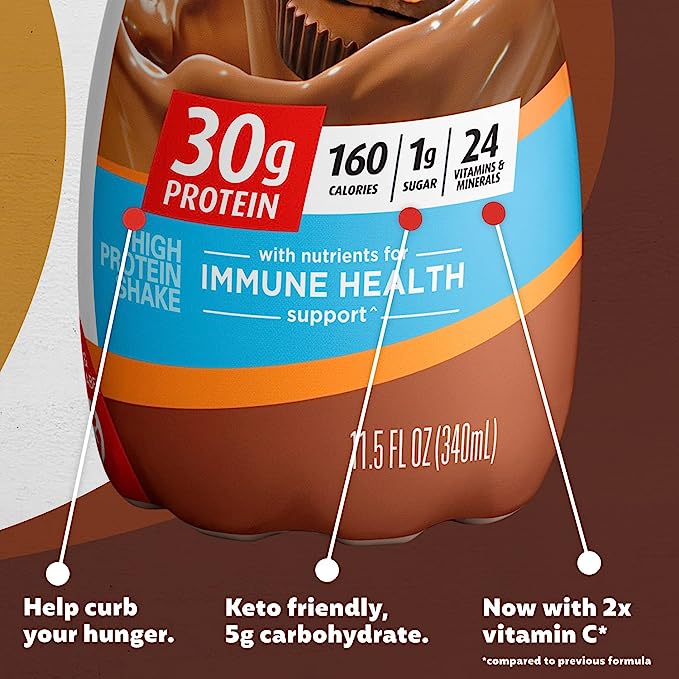 30g
PROTEIN
160
CALORIES
1g
SUGAR
24
VITAMINS &
MINERALS
HIGH
PROTEIN
SHAKE
with nutrients for
IMMUNE HEALTH
support^
11.5 FL OZ (340mL)
Help curb
your hunger.
Keto friendly,
5g carbohydrate.
Now with 2x
vitamin C*
*compared to previous formula